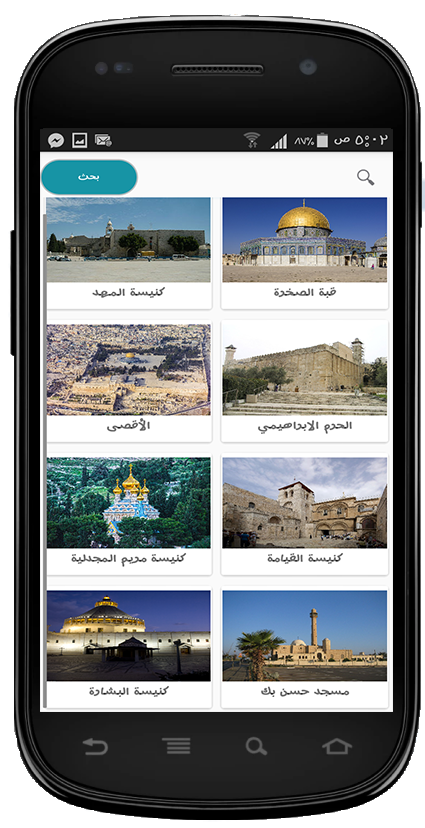 ٥:٠٢ ص ٨٧%
بحث
قبة الصخرة
كنيسة المهد
الحرم الابراهيمي
الأقصى
كنيسة القيامة
كنيسة مريم المجدلية
مسجد حسن بك
كنيسة البشارة